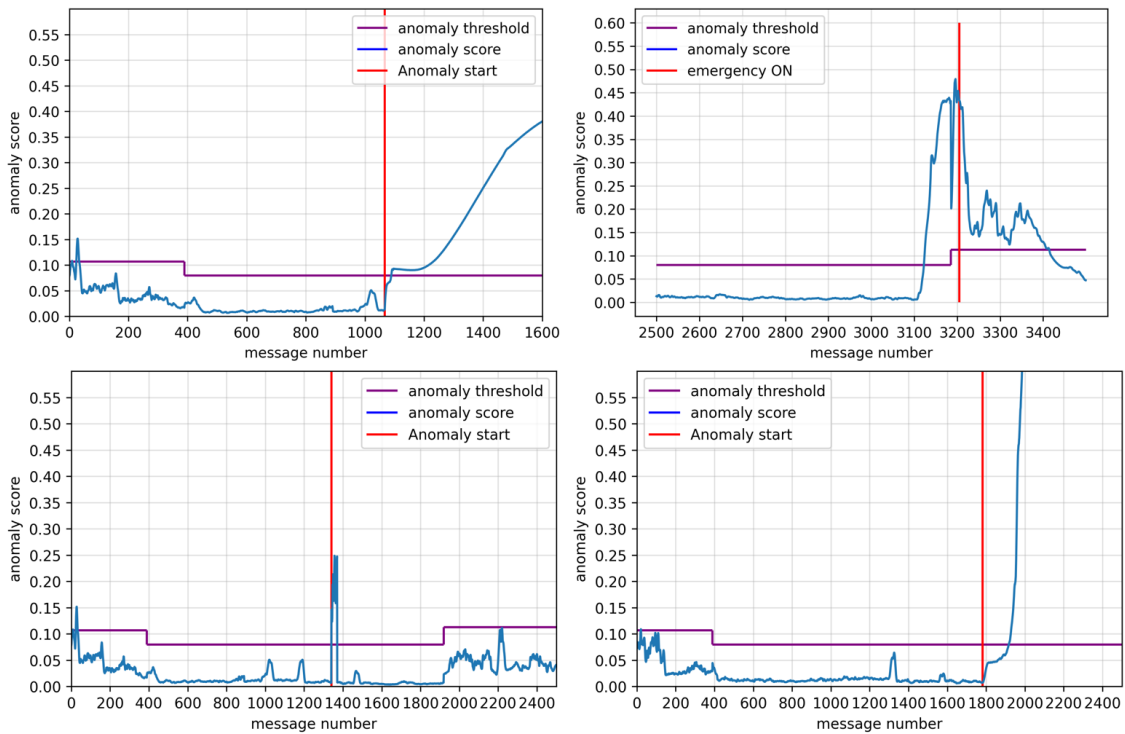 anomaly threshold
anomaly score
Anomaly start
0.55
0.50
0.45
0.40
0.35
0.30
0.25
0.20
0.15
0.10
0.05
0.00
anomaly score
0 200 400 600 800 1000 1200 1400 1600
message number
anomaly threshold
anomaly score
emergency ON
0.60
0.55
0.50
0.45
0.40
0.35
0.30
0.25
0.20
0.15
0.10
0.05
0.00
anomaly score
2500 2600 2700 2800 2900 3000 3100 3200 3300 3400
message number
anomaly threshold
anomaly score
Anomaly start
0.55
0.50
0.45
0.40
0.35
0.30
0.25
0.20
0.15
0.10
0.05
0.00
anomaly score
0 200 400 600 800 1000 1200 1400 1600 1800 2000 2200 2400
message number
anomaly threshold
anomaly score
Anomaly start
0.55
0.50
0.45
0.40
0.35
0.30
0.25
0.20
0.15
0.10
0.05
0.00
anomaly score
0 200 400 600 800 1000 1200 1400 1600 1800 2000 2200 2400
message number